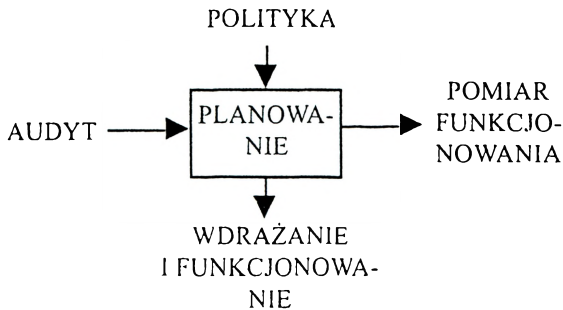 POLITYKA
AUDYT
PLANOWA-
NIE
POMIAR
FUNKCJO-
NOWANIA
WDRAŻANIE
I FUNKCJONOWA-
NIE